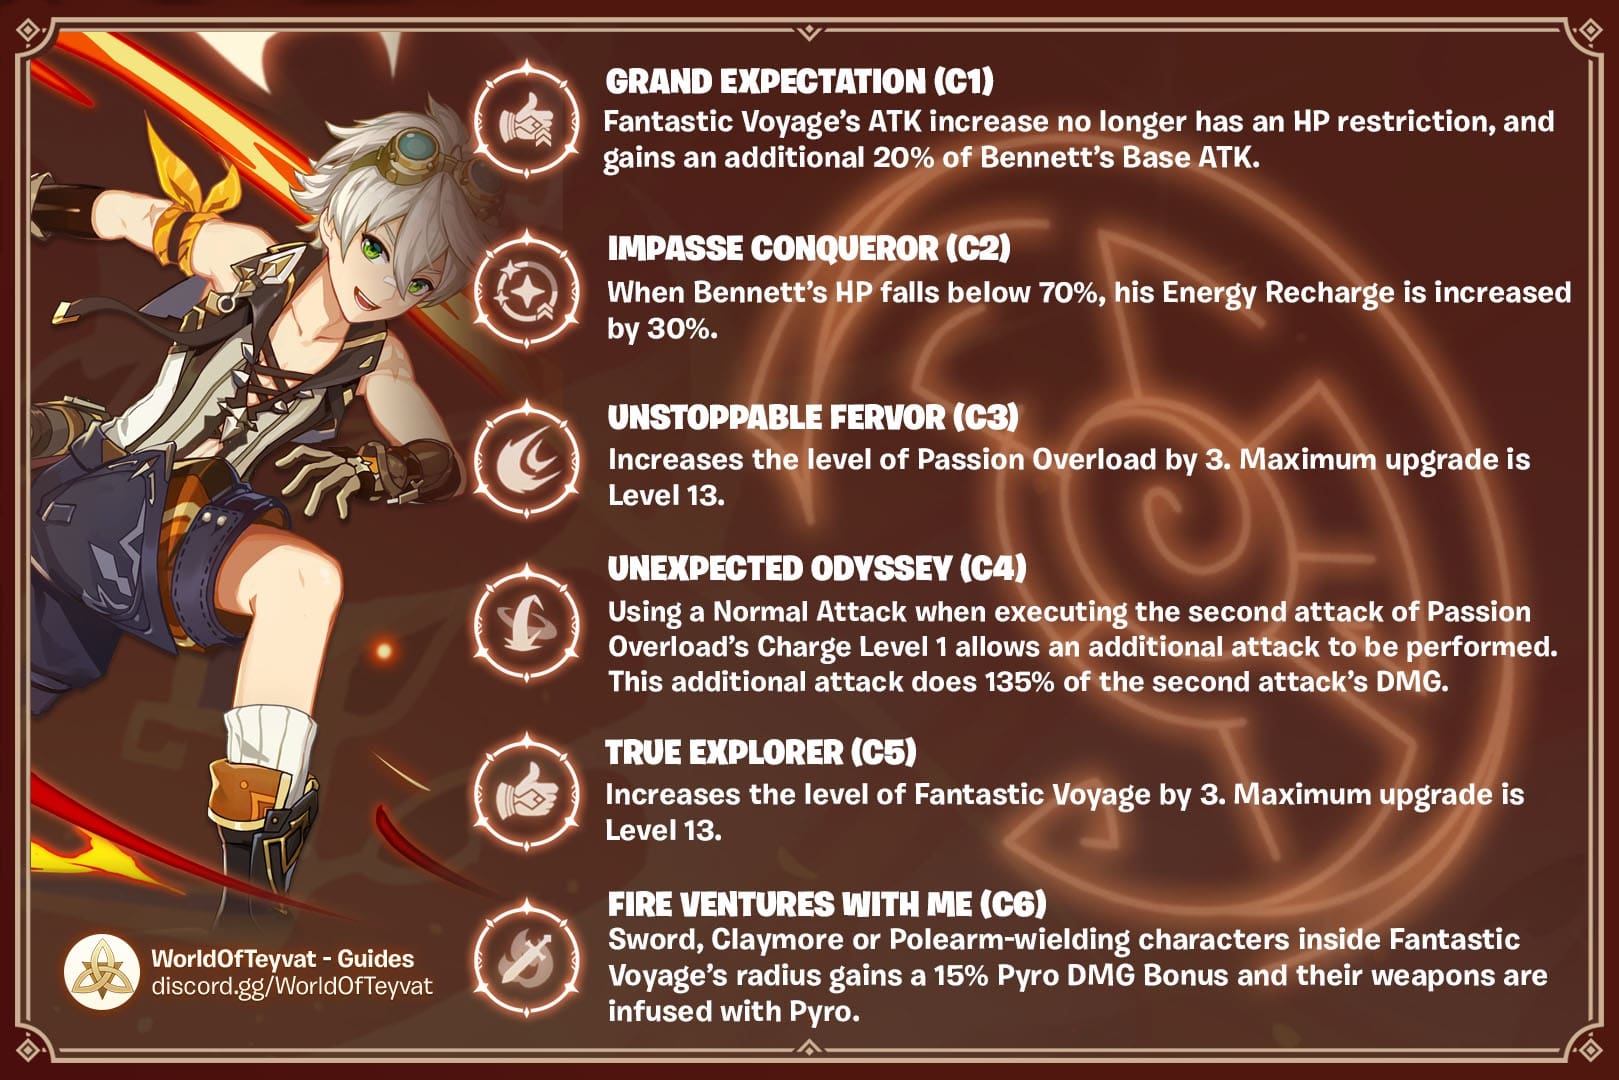 GRAND EXPECTATION (C1)
Fantastic Voyage's ATK increase no longer has an HP restriction, and
gains an additional 20% of Bennett's Base ATK.
IMPASSE CONQUEROR (C2)
When Bennett's HP falls below 70%, his Energy Recharge is increased
by 30%.
UNSTOPPABLE FERVOR (C3)
Increases the level of Passion Overload by 3. Maximum upgrade is
Level 13.
UNEXPECTED ODYSSEY (C4)
Using a Normal Attack when executing the second attack of Passion
Overload's Charge Level 1 allows an additional attack to be performed.
This additional attack does 135% of the second attack's DMG.
TRUE EXPLORER (C5)
Increases the level of Fantastic Voyage by 3. Maximum upgrade is
Level 13.
FIRE VENTURES WITH ME (C6)
Sword, Claymore or Polearm-wielding characters inside Fantastic
Voyage's radius gains a 15% Pyro DMG Bonus and their weapons are
infused with Pyro.
WorldOfTeyvat - Guides
discord.gg/WorldOfTeyvat